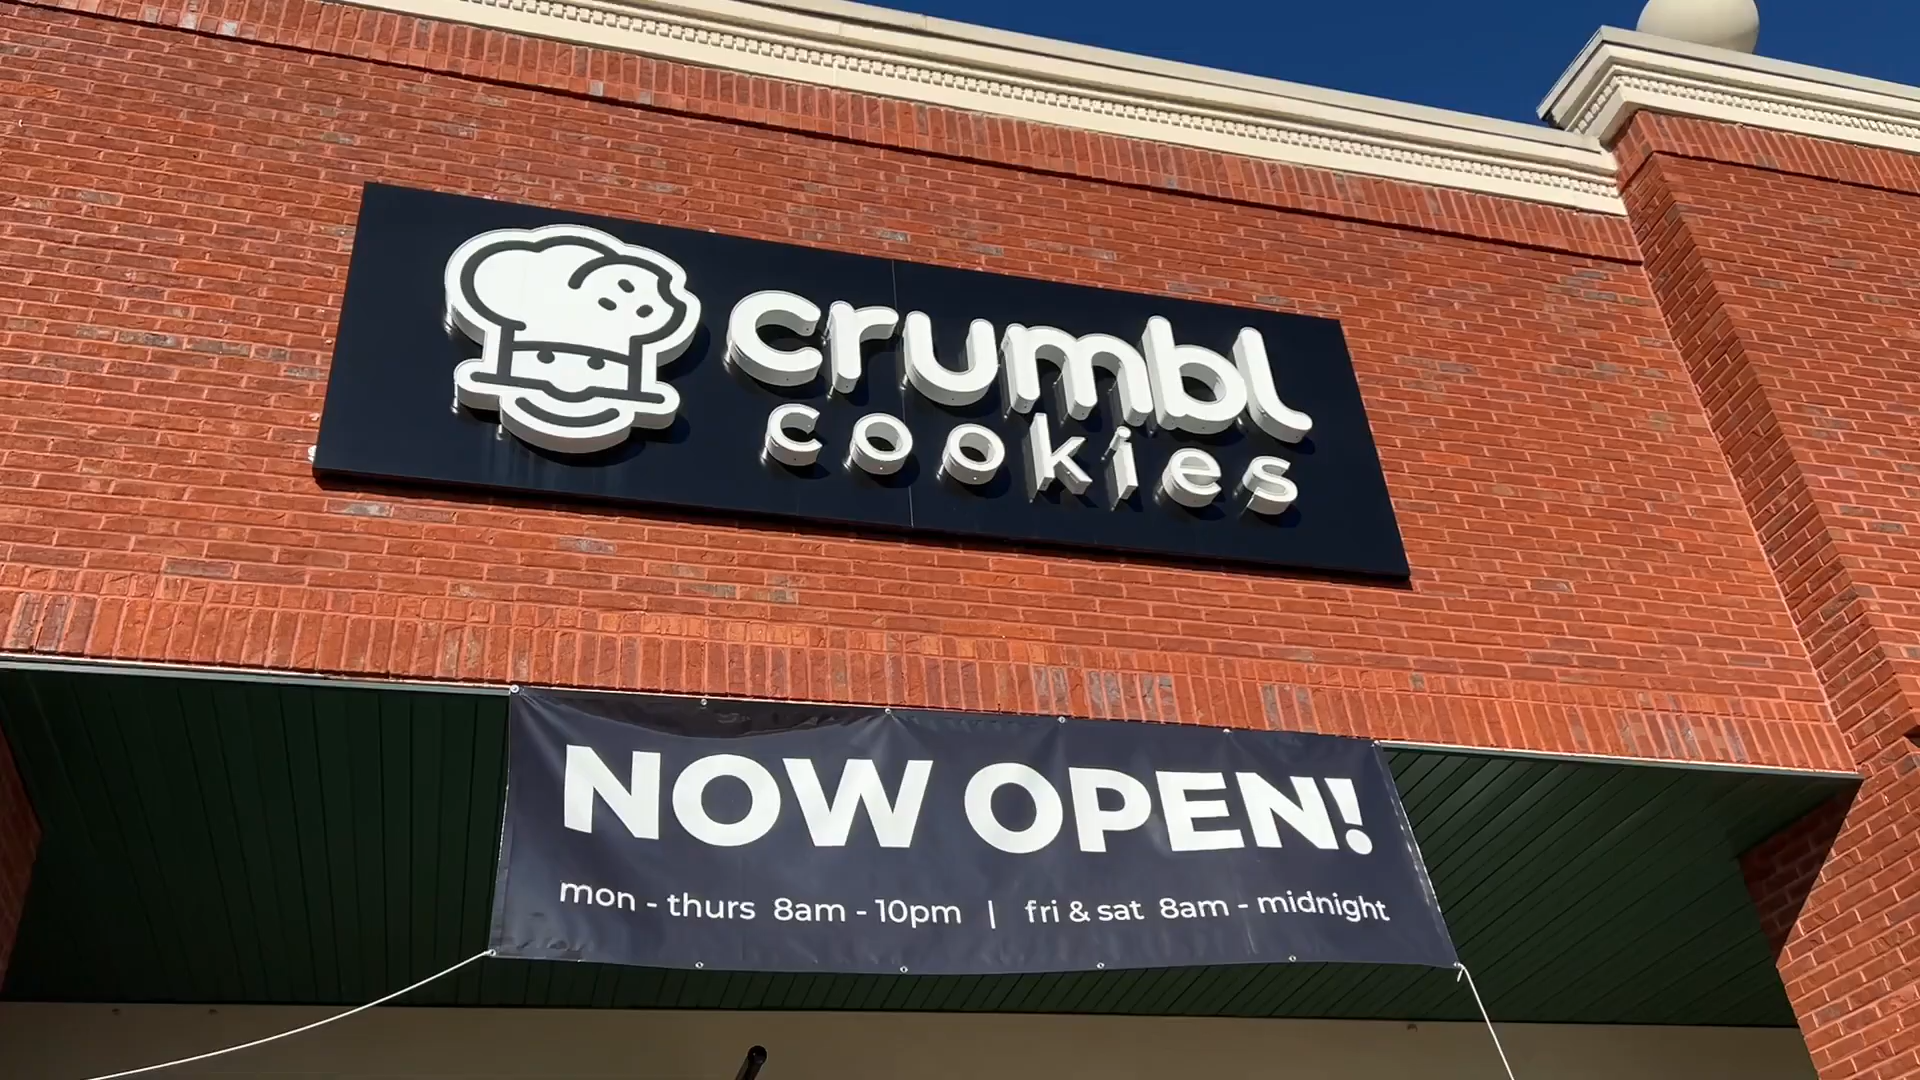 crumbl
cookies
NOW OPEN!
mon - thurs 8am - 10pm | fri & sat 8am - midnight